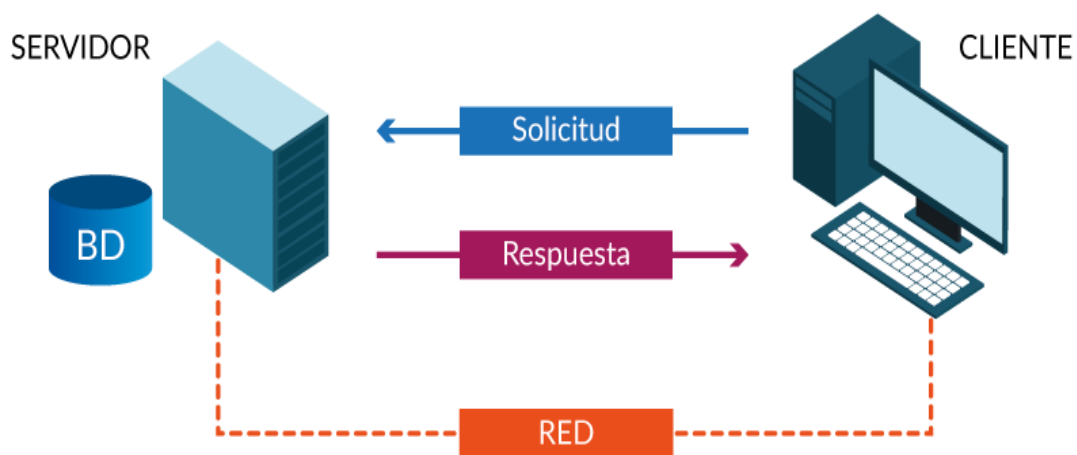 SERVIDOR
CLIENTE
Solicitud
BD
Respuesta
RED